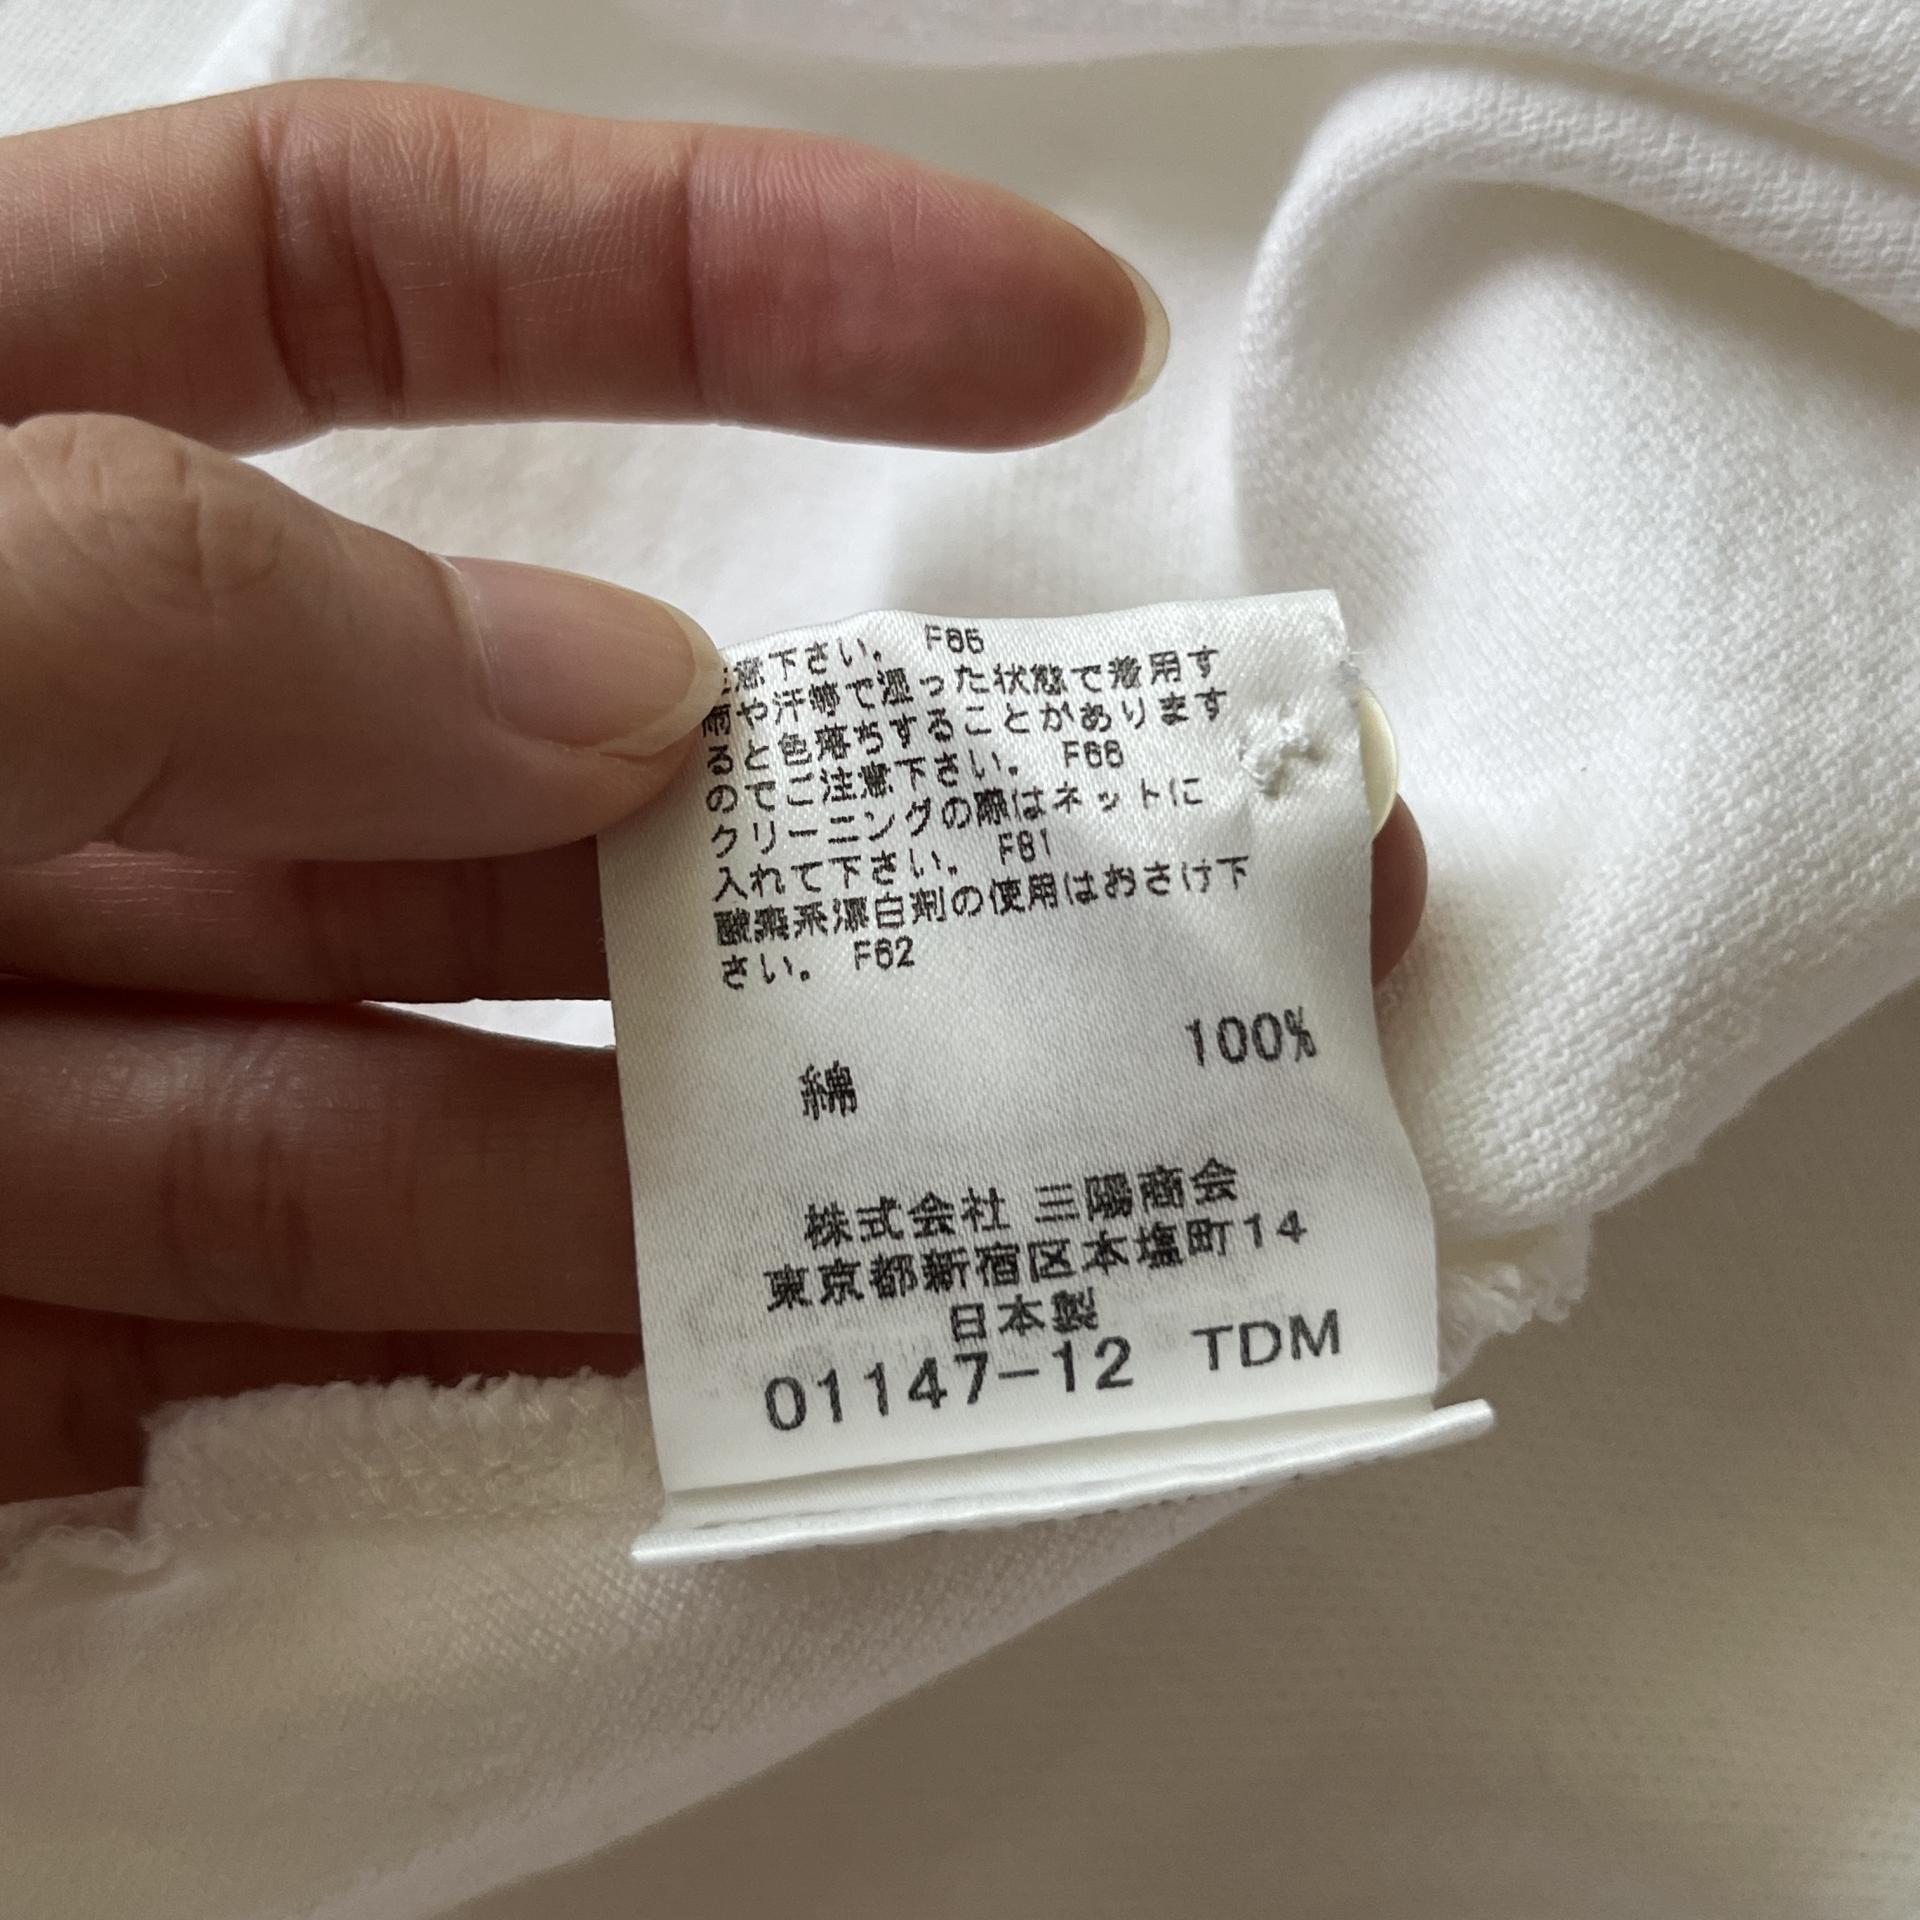 意下さい。 F65
雨や汗等で湿った状態で着用す
ると色落ちすることがあります
のでご注意下さい。 F66
クリーニングの際はネットに
入れて下さい。 F81
酸素系漂白剤の使用はおさけ下
さい。 F62
綿 100%
株式会社 三陽商会
東京都新宿区本塩町14
日本製
01147-12 TDM